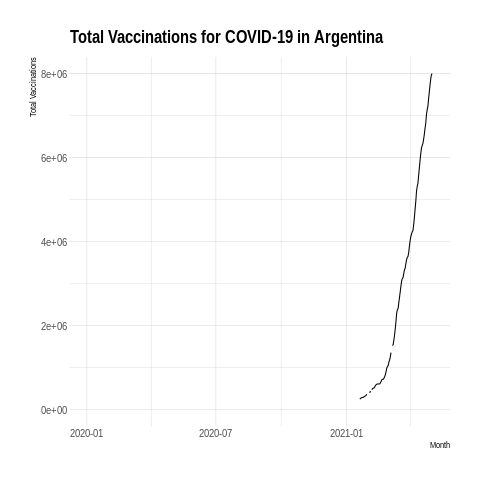 Total Vaccinations for COVID-19 in Argentina
Total Vaccinations
8e+06
6e+06
4e+06
2e+06
0e+00
2020-01 2020-07 2021-01
Month